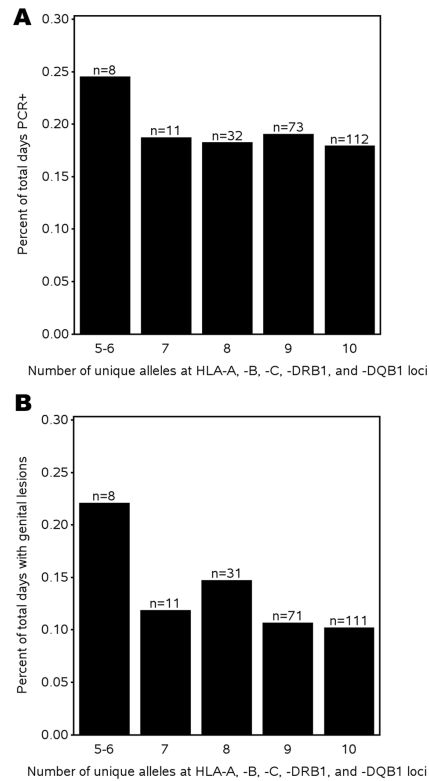 A
Percent of total days PCR+
0.30
0.25
0.20
0.15
0.10
0.05
0.00
n=8
n=11
n=32
n=73
n=112
5-6 7 8 9 10
Number of unique alleles at HLA-A, -B, -C, -DRB1, and -DQB1 loci
B
Percent of total days with genital lesions
0.30
0.25
0.20
0.15
0.10
0.05
0.00
n=8
n=11
n=31
n=71
n=111
5-6 7 8 9 10
Number of unique alleles at HLA-A, -B, -C, -DRB1, and -DQB1 loci